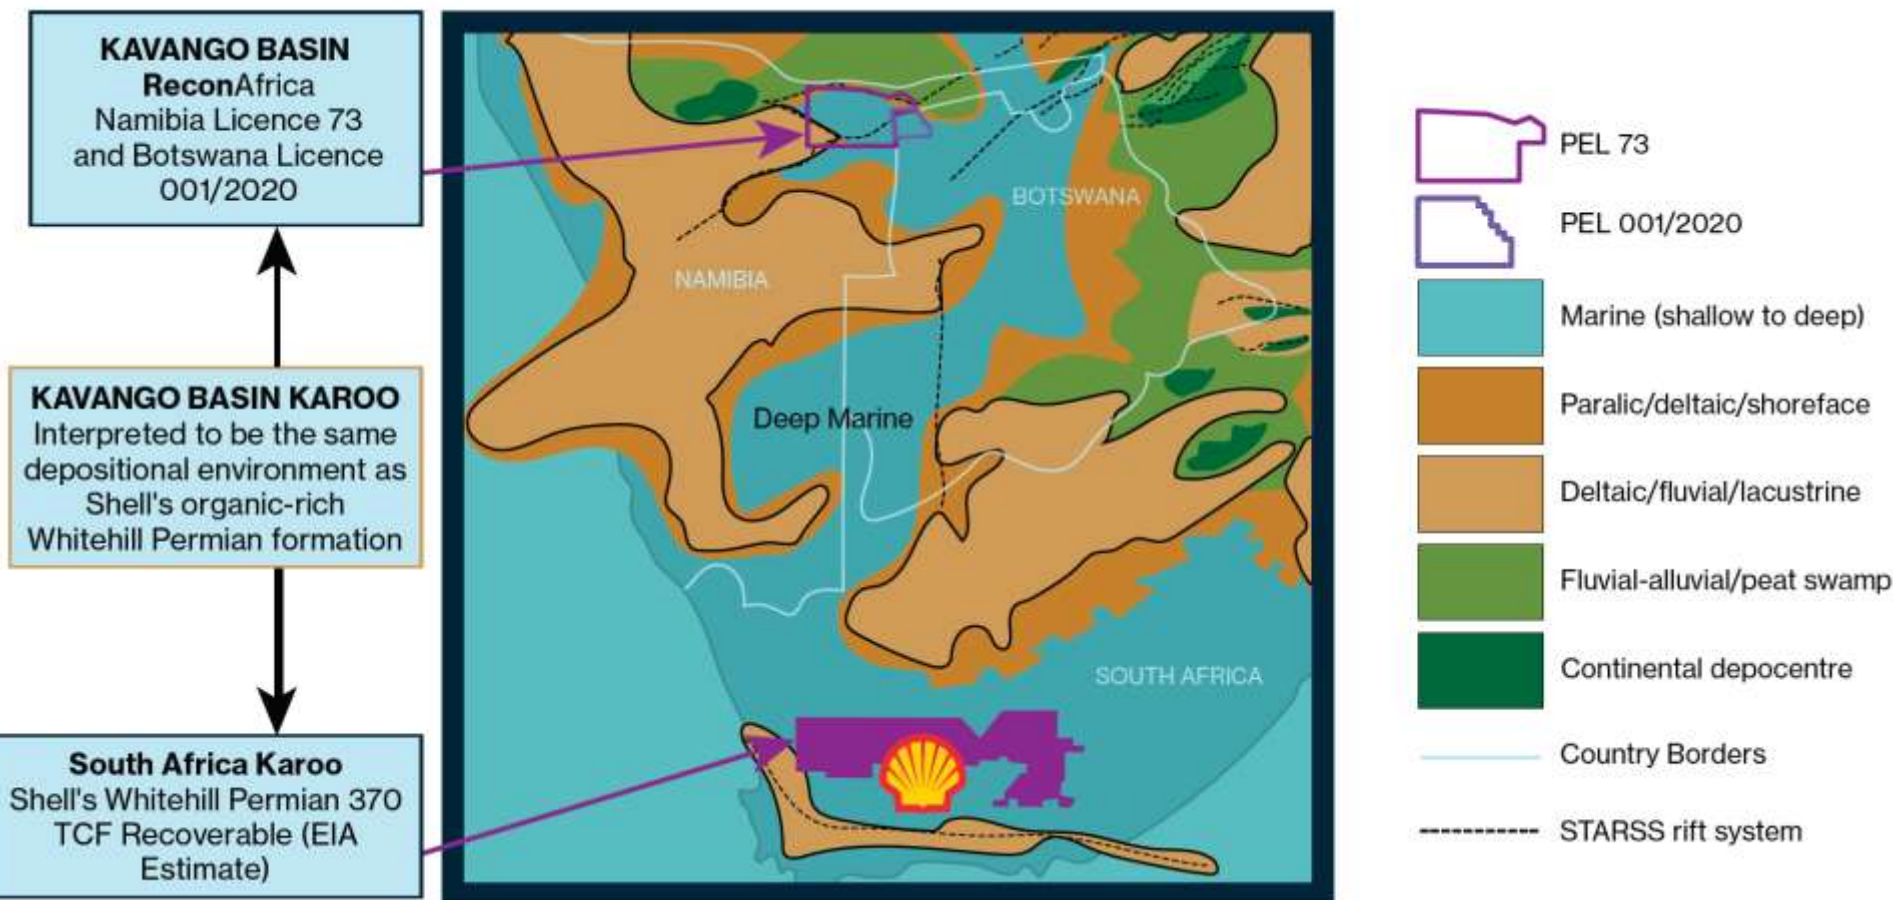 KAVANGO BASIN
ReconAfrica
Namibia Licence 73
and Botswana Licence
001/2020
KAVANGO BASIN KAROO
Interpreted to be the same
depositional environment as
Shell's organic-rich
Whitehill Permian formation
South Africa Karoo
Shell's Whitehill Permian 370
TCF Recoverable (EIA
Estimate)
BOTSWANA
NAMIBIA
Deep Marine
SOUTH AFRICA
PEL 73
PEL 001/2020
Marine (shallow to deep)
Paralic/deltaic/shoreface
Deltaic/fluvial/lacustrine
Fluvial-alluvial/peat swamp
Continental depocentre
Country Borders
STARSS rift system